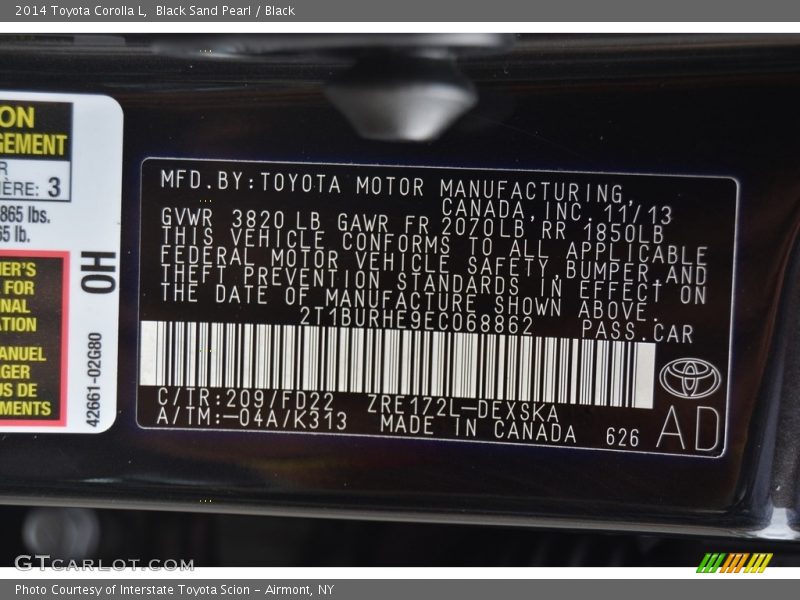 2014 Toyota Corolla L, Black Sand Pearl / Black
ON
GEMENT
IÈRE: 3
865 lbs.
65 lb.
ER'S
FOR
NAL
ATION
ANUEL
GER
US DE
MENTS
OH
42661-02G80
MFD.BY:TOYOTA MOTOR MANUFACTURING,
CANADA, INC. 11/13
GVWR 3820 LB GAWR FR 2070LB RR 1850LB
THIS VEHICLE CONFORMS TO ALL APPLICABLE
FEDERAL MOTOR VEHICLE SAFETY, BUMPER AND
THEFT PREVENTION STANDARDS IN EFFECT ON
THE DATE OF MANUFACTURE SHOWN ABOVE.
2T1BURHE9EC068862 PASS.CAR
C/TR:209/FD22 ZRE172L-DEXSKA
A/TM:-04A/K313 MADE IN CANADA 626 AD
GTCARLOT.COM
Photo Courtesy of Interstate Toyota Scion - Airmont, NY